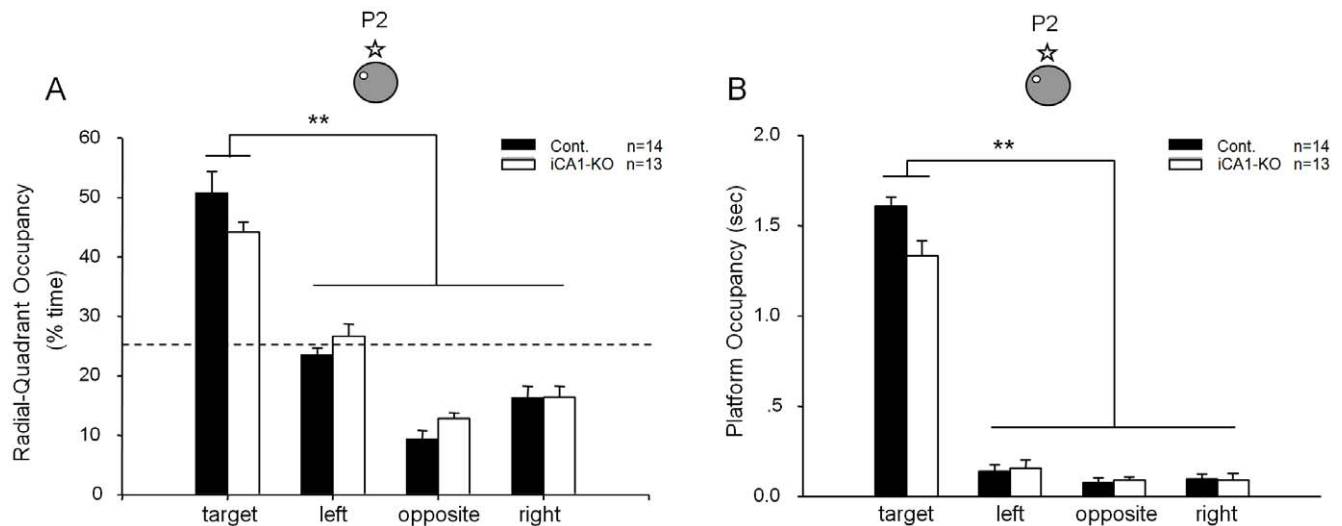 P2
A
**
Cont. n=14
iCA1-KO n=13
Radial-Quadrant Occupancy
(% time)
60
50
40
30
20
10
0
target left opposite right
P2
B
**
Cont. n=14
iCA1-KO n=13
Platform Occupancy (sec)
2.0
1.5
1.0
.5
0.0
target left opposite right